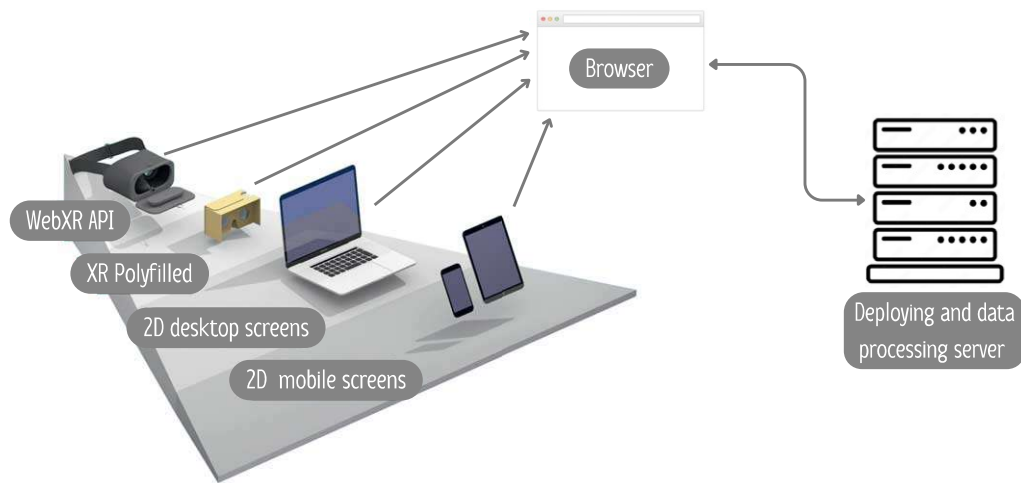 Browser
WebXR API
XR Polyfilled
2D desktop screens
2D mobile screens
Deploying and data
processing server